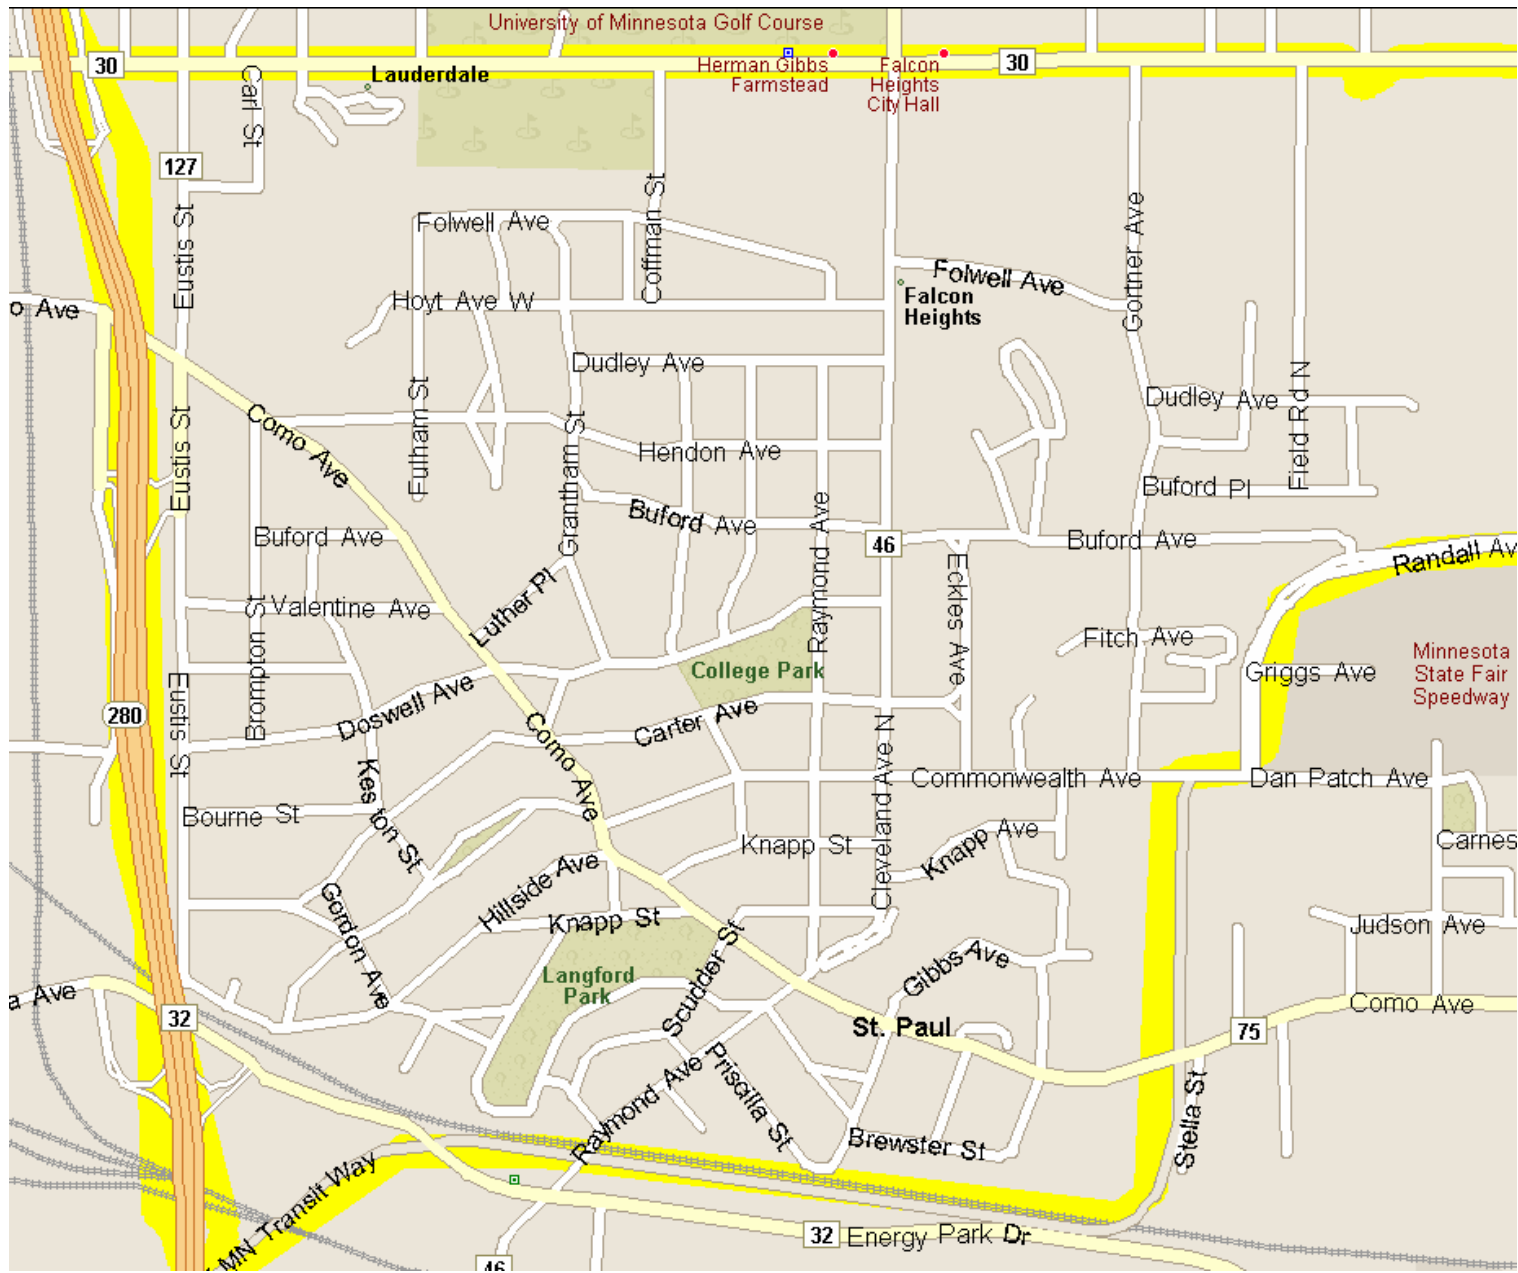 University of Minnesota Golf Course
30
Lauderdale
Herman Gibbs
Farmstead
Falcon
Heights
City Hall
30
Carl St
127
Eustis St
Folwell Ave
Coffman St
Gortner Ave
Folwell Ave
Falcon
Heights
o Ave
Hoyt Ave W
Dudley Ave
Dudley Ave
Field Rd N
Fulham St
Eustis St
Como Ave
Grantham St
Hendon Ave
Buford Pl
Buford Ave
Raymond Ave
Buford Ave
46
Buford Ave
Randall Av
Eckles Ave
Luther Pl
Valentine Ave
Brompton St
Fitch Ave
Minnesota
State Fair
Speedway
College Park
Griggs Ave
Eustis St
Doswell Ave
Carter Ave
280
Como Ave
Cleveland Ave N
Commonwealth Ave
Dan Patch Ave
Keston St
Bourne St
Knapp St
Knapp Ave
Carnes
Hillside Ave
Gordon Ave
Knapp St
Judson Ave
Scudder St
Gibbs Ave
Langford
Park
a Ave
Como Ave
32
St. Paul
75
Priscilla St
Raymond Ave
Brewster St
Stella St
MN Transit Way
32
Energy Park Dr
46